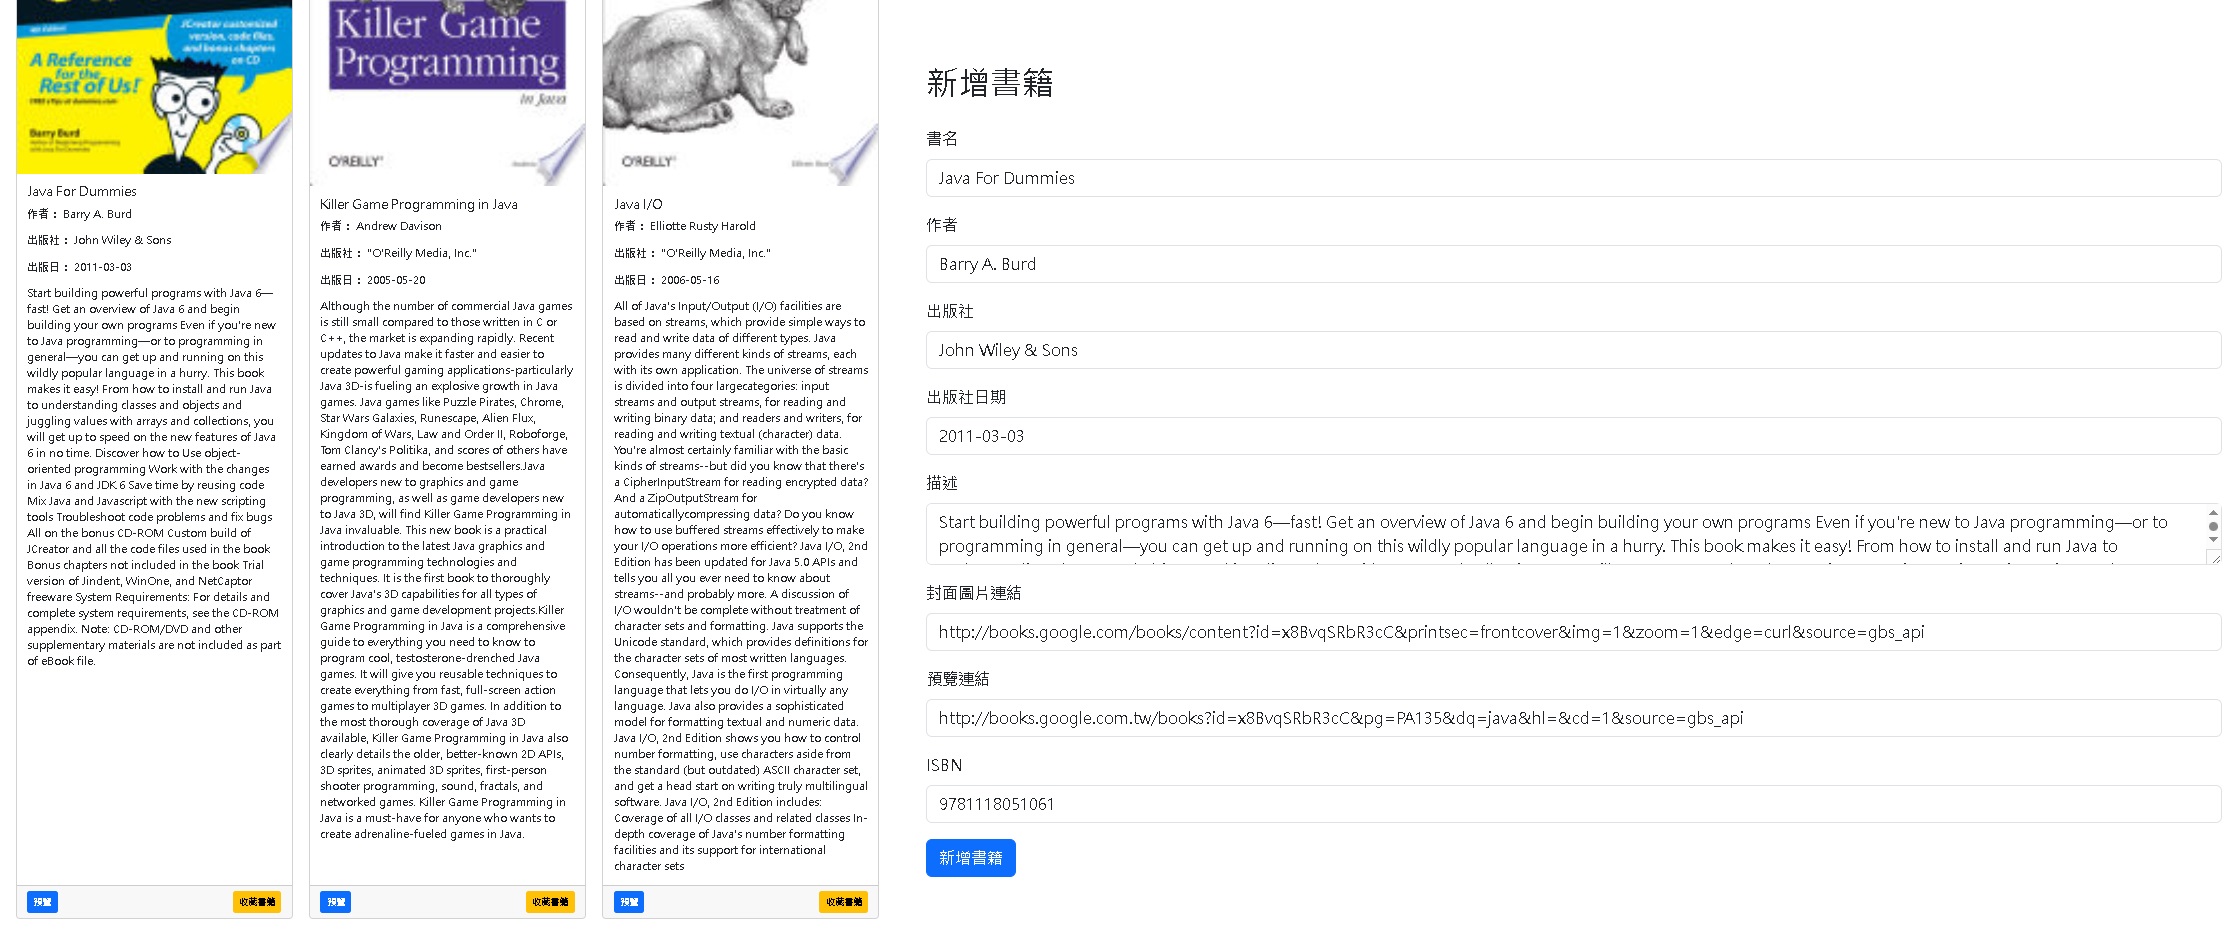 4th Edition
JCreator customized
version, code files,
and bonus chapters
on CD
A Reference
for the
Rest of Us!
Barry Burd
Java For Dummies
作者： Barry A. Burd
出版社： John Wiley & Sons
出版日： 2011-03-03
Start building powerful programs with Java 6—
fast! Get an overview of Java 6 and begin
building your own programs Even if you're new
to Java programming—or to programming in
general—you can get up and running on this
wildly popular language in a hurry. This book
makes it easy! From how to install and run Java
to understanding classes and objects and
juggling values with arrays and collections, you
will get up to speed on the new features of Java
6 in no time. Discover how to Use object-
oriented programming Work with the changes
in Java 6 and JDK 6 Save time by reusing code
Mix Java and Javascript with the new scripting
tools Troubleshoot code problems and fix bugs
All on the bonus CD-ROM Custom build of
JCreator and all the code files used in the book
Bonus chapters not included in the book Trial
version of Jindent, WinOne, and NetCaptor
freeware System Requirements: For details and
complete system requirements, see the CD-ROM
appendix. Note: CD-ROM/DVD and other
supplementary materials are not included as part
of eBook file.
預覽
收藏書籍
Killer Game
Programming
in Java
O'REILLY®
Killer Game Programming in Java
作者： Andrew Davison
出版社： "O'Reilly Media, Inc."
出版日： 2005-05-20
Although the number of commercial Java games
is still small compared to those written in C or
C++, the market is expanding rapidly. Recent
updates to Java make it faster and easier to
create powerful gaming applications-particularly
Java 3D-is fueling an explosive growth in Java
games. Java games like Puzzle Pirates, Chrome,
Star Wars Galaxies, Runescape, Alien Flux,
Kingdom of Wars, Law and Order II, Roboforge,
Tom Clancy's Politika, and scores of others have
earned awards and become bestsellers.Java
developers new to graphics and game
programming, as well as game developers new
to Java 3D, will find Killer Game Programming in
Java invaluable. This new book is a practical
introduction to the latest Java graphics and
game programming technologies and
techniques. It is the first book to thoroughly
cover Java's 3D capabilities for all types of
graphics and game development projects.Killer
Game Programming in Java is a comprehensive
guide to everything you need to know to
program cool, testosterone-drenched Java
games. It will give you reusable techniques to
create everything from fast, full-screen action
games to multiplayer 3D games. In addition to
the most thorough coverage of Java 3D
available, Killer Game Programming in Java also
clearly details the older, better-known 2D APIs,
3D sprites, animated 3D sprites, first-person
shooter programming, sound, fractals, and
networked games. Killer Game Programming in
Java is a must-have for anyone who wants to
create adrenaline-fueled games in Java.
預覽
收藏書籍
O'REILLY®
Java I/O
作者： Elliotte Rusty Harold
出版社： "O'Reilly Media, Inc."
出版日： 2006-05-16
All of Java's Input/Output (I/O) facilities are
based on streams, which provide simple ways to
read and write data of different types. Java
provides many different kinds of streams, each
with its own application. The universe of streams
is divided into four largecategories: input
streams and output streams, for reading and
writing binary data; and readers and writers, for
reading and writing textual (character) data.
You're almost certainly familiar with the basic
kinds of streams--but did you know that there's
a CipherInputStream for reading encrypted data?
And a ZipOutputStream for
automaticallycompressing data? Do you know
how to use buffered streams effectively to make
your I/O operations more efficient? Java I/O, 2nd
Edition has been updated for Java 5.0 APIs and
tells you all you ever need to know about
streams--and probably more. A discussion of
I/O wouldn't be complete without treatment of
character sets and formatting. Java supports the
Unicode standard, which provides definitions for
the character sets of most written languages.
Consequently, Java is the first programming
language that lets you do I/O in virtually any
language. Java also provides a sophisticated
model for formatting textual and numeric data.
Java I/O, 2nd Edition shows you how to control
number formatting, use characters aside from
the standard (but outdated) ASCII character set,
and get a head start on writing truly multilingual
software. Java I/O, 2nd Edition includes:
Coverage of all I/O classes and related classes In-
depth coverage of Java's number formatting
facilities and its support for international
character sets
預覽
收藏書籍
新增書籍
書名
Java For Dummies
作者
Barry A. Burd
出版社
John Wiley & Sons
出版社日期
2011-03-03
描述
Start building powerful programs with Java 6—fast! Get an overview of Java 6 and begin building your own programs Even if you're new to Java programming—or to
programming in general—you can get up and running on this wildly popular language in a hurry. This book makes it easy! From how to install and run Java to
封面圖片連結
http://books.google.com/books/content?id=x8BvqSRbR3cC&printsec=frontcover&img=1&zoom=1&edge=curl&source=gbs_api
預覽連結
http://books.google.com.tw/books?id=x8BvqSRbR3cC&pg=PA135&dq=java&hl=&cd=1&source=gbs_api
ISBN
9781118051061
新增書籍